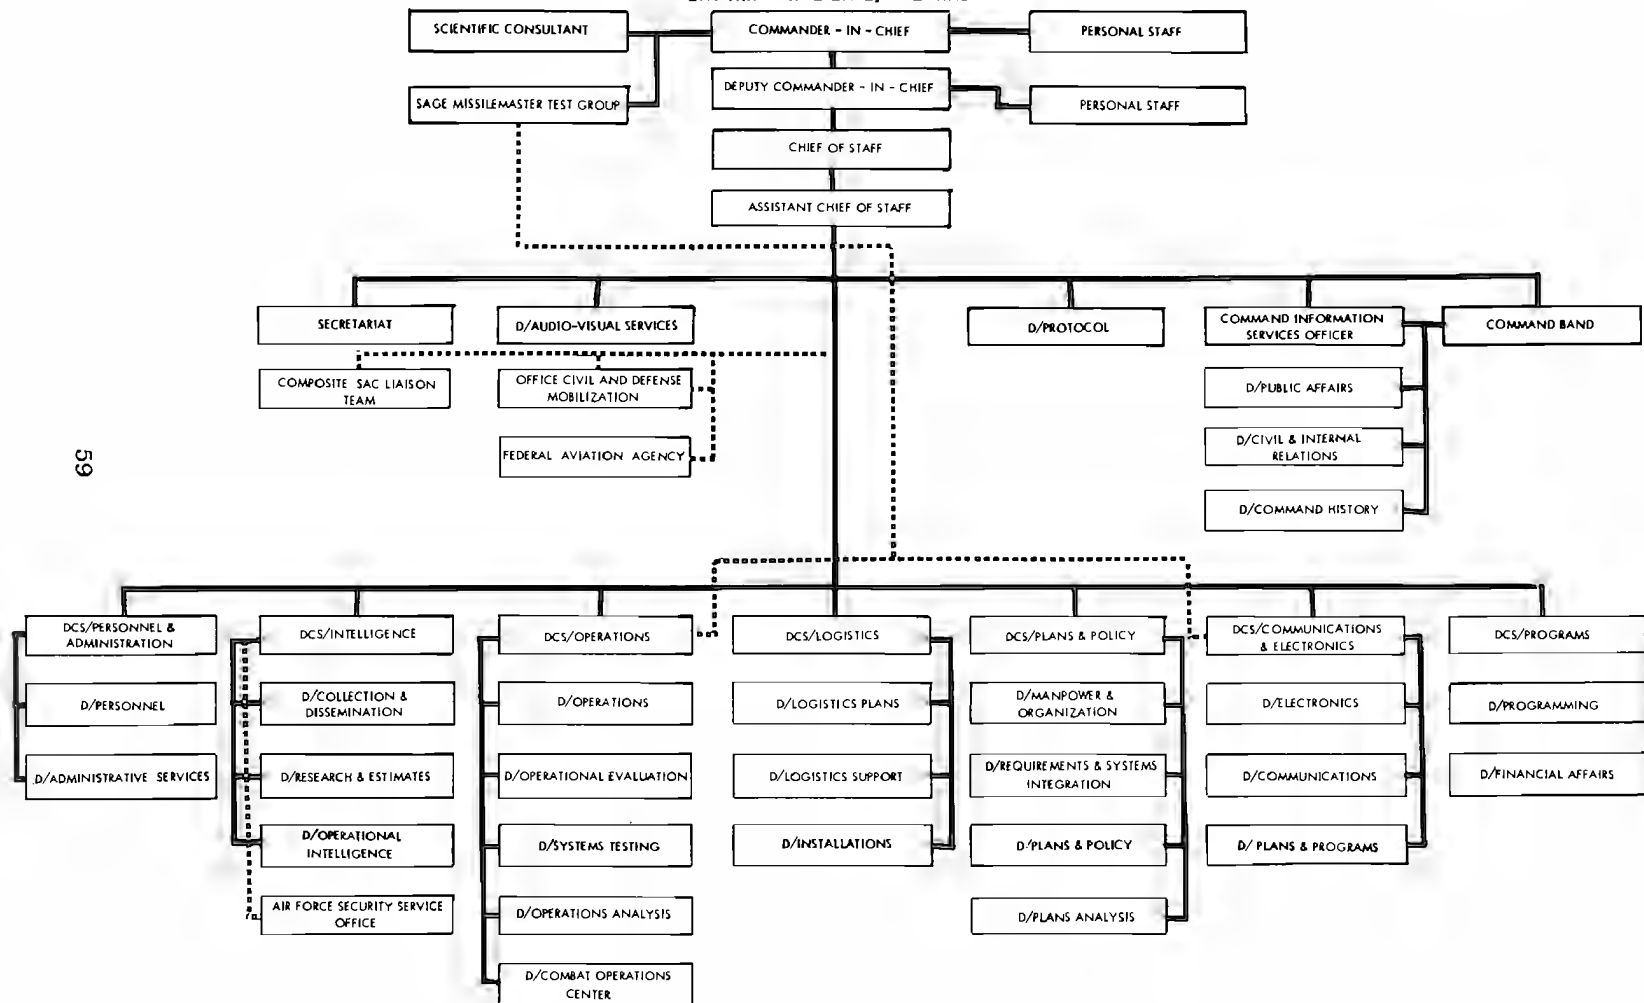 SCIENTIFIC CONSULTANT
COMMANDER - IN - CHIEF
PERSONAL STAFF
SAGE MISSILEMASTER TEST GROUP
DEPUTY COMMANDER - IN - CHIEF
PERSONAL STAFF
CHIEF OF STAFF
ASSISTANT CHIEF OF STAFF
SECRETARIAT
D/AUDIO-VISUAL SERVICES
D/PROTOCOL
COMMAND INFORMATION
SERVICES OFFICER
COMMAND BAND
COMPOSITE SAC LIAISON
TEAM
OFFICE CIVIL AND DEFENSE
MOBILIZATION
D/PUBLIC AFFAIRS
FEDERAL AVIATION AGENCY
D/CIVIL & INTERNAL
RELATIONS
D/COMMAND HISTORY
59
DCS/PERSONNEL &
ADMINISTRATION
DCS/INTELLIGENCE
DCS/OPERATIONS
DCS/LOGISTICS
DCS/PLANS & POLICY
DCS/COMMUNICATIONS
& ELECTRONICS
DCS/PROGRAMS
D/PERSONNEL
D/COLLECTION &
DISSEMINATION
D/OPERATIONS
D/LOGISTICS PLANS
D/MANPOWER &
ORGANIZATION
D/ELECTRONICS
D/PROGRAMMING
D/ADMINISTRATIVE SERVICES
D/RESEARCH & ESTIMATES
D/OPERATIONAL EVALUATION
D/LOGISTICS SUPPORT
D/REQUIREMENTS & SYSTEMS
INTEGRATION
D/COMMUNICATIONS
D/FINANCIAL AFFAIRS
D/OPERATIONAL
INTELLIGENCE
D/SYSTEMS TESTING
D/INSTALLATIONS
D/PLANS & POLICY
D/ PLANS & PROGRAMS
AIR FORCE SECURITY SERVICE
OFFICE
D/OPERATIONS ANALYSIS
D/PLANS ANALYSIS
D/COMBAT OPERATIONS
CENTER